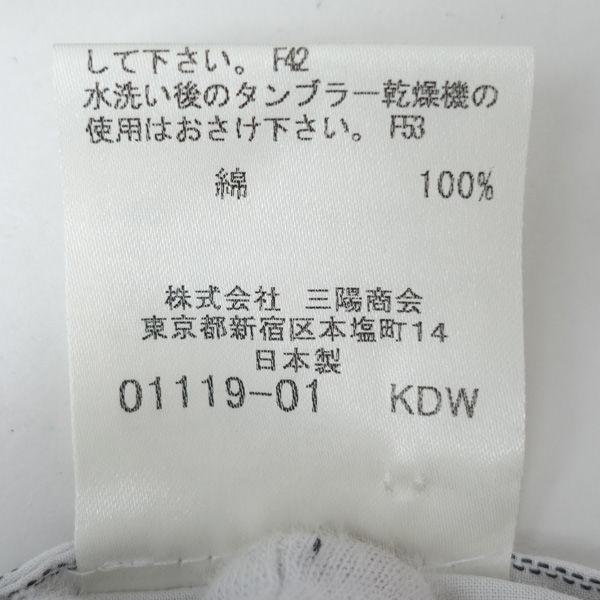 して下さい。 F42
水洗い後のタンブラー乾燥機の
使用はおさけ下さい。 F53
綿 100%
株式会社 三陽商会
東京都新宿区本塩町14
日本製
01119-01 KDW